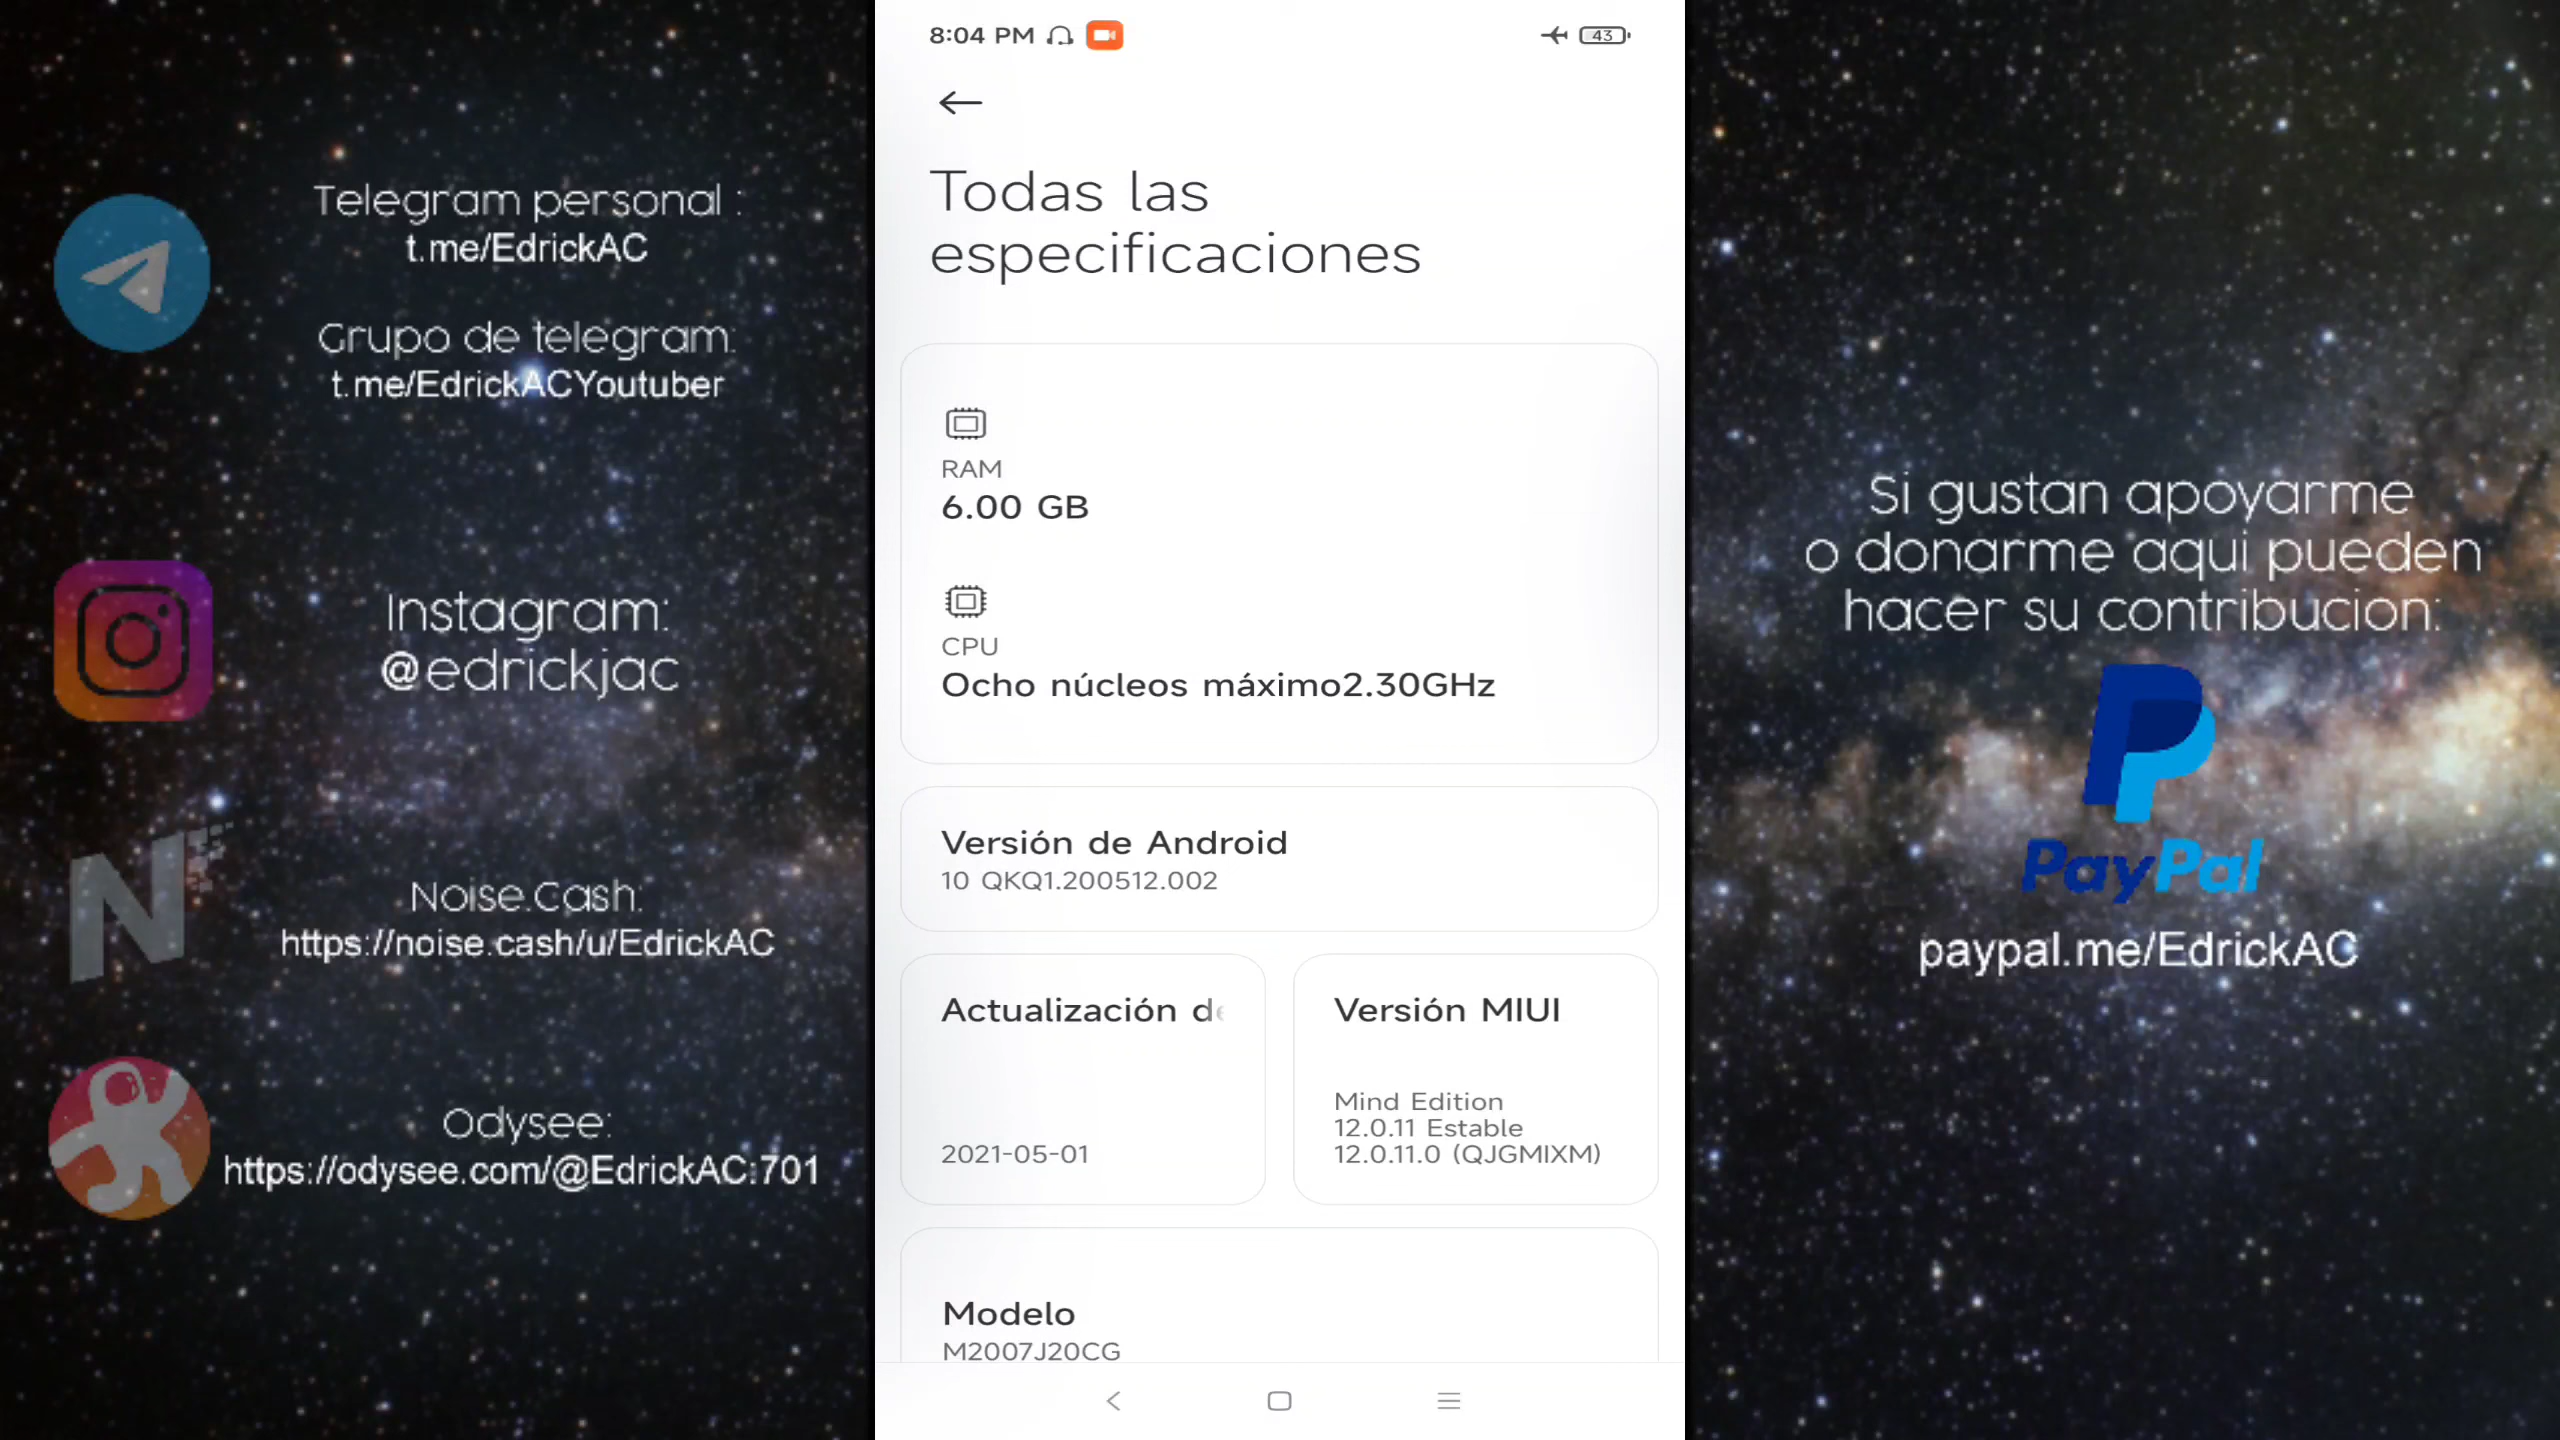 Telegram personal :
t.me/EdrickAC
Grupo de telegram:
t.me/EdrickACYoutuber
Instagram:
@edrickjac
Noise.Cash:
https://noise.cash/u/EdrickAC
Odysee:
https://odysee.com/@EdrickAC:701
8:04 PM
43
Todas las
especificaciones
RAM
6.00 GB
CPU
Ocho núcleos máximo2.30GHz
Versión de Android
10 QKQ1.200512.002
Actualización de
2021-05-01
Versión MIUI
Mind Edition
12.0.11 Estable
12.0.11.0 (QJGMIXM)
Modelo
M2007J20CG
Si gustan apoyarme
o donarme aqui pueden
hacer su contribucion:
PayPal
paypal.me/EdrickAC